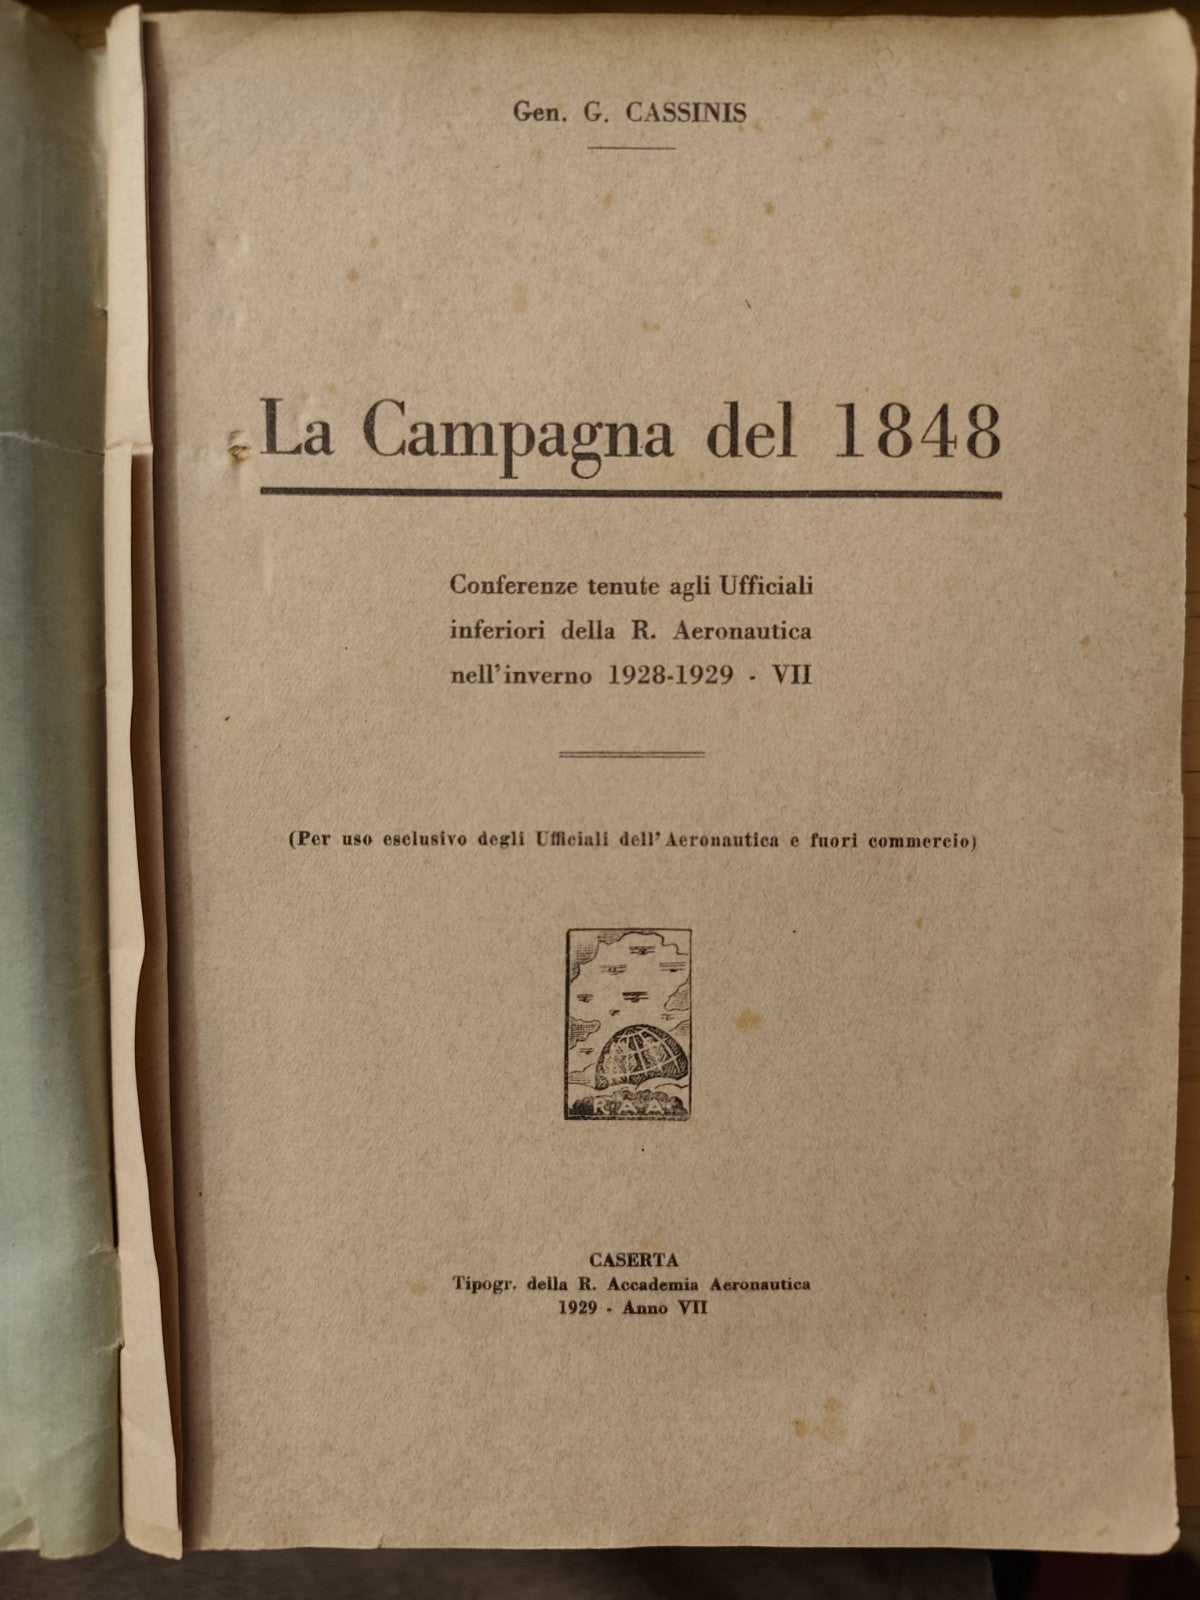 Gen. G. CASSINIS
La Campagna del 1848
Conferenze tenute agli Ufficiali
inferiori della R. Aeronautica
nell'inverno 1928-1929 - VII
(Per uso esclusivo degli Ufficiali dell'Aeronautica e fuori commercio)
R.A.A.
CASERTA
Tipogr. della R. Accademia Aeronautica
1929 - Anno VII